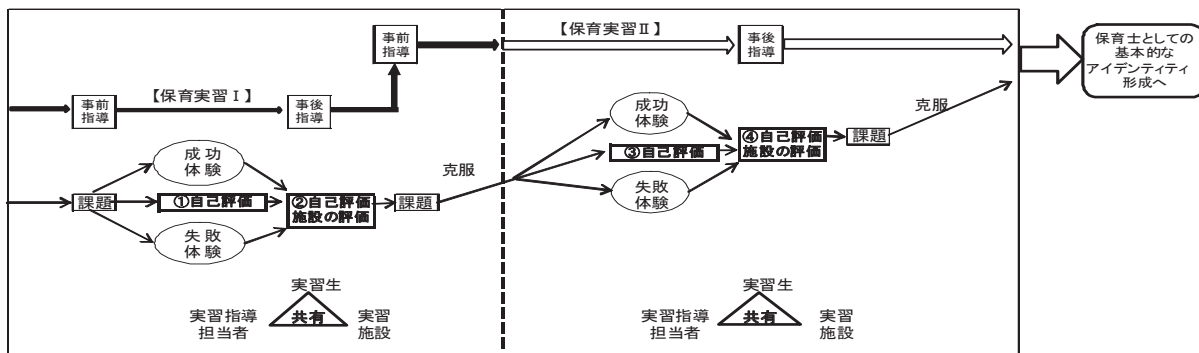 事前
指導
【保育実習Ⅰ】
事後
指導
事前
指導
【保育実習Ⅱ】
事後
指導
保育士としての
基本的な
アイデンティティ
形成へ
課題
成功
体験
①自己評価
失敗
体験
②自己評価
施設の評価
課題
克服
成功
体験
③自己評価
失敗
体験
④自己評価
施設の評価
課題
克服
実習生
実習指導
担当者
共有
実習
施設
実習生
実習指導
担当者
共有
実習
施設